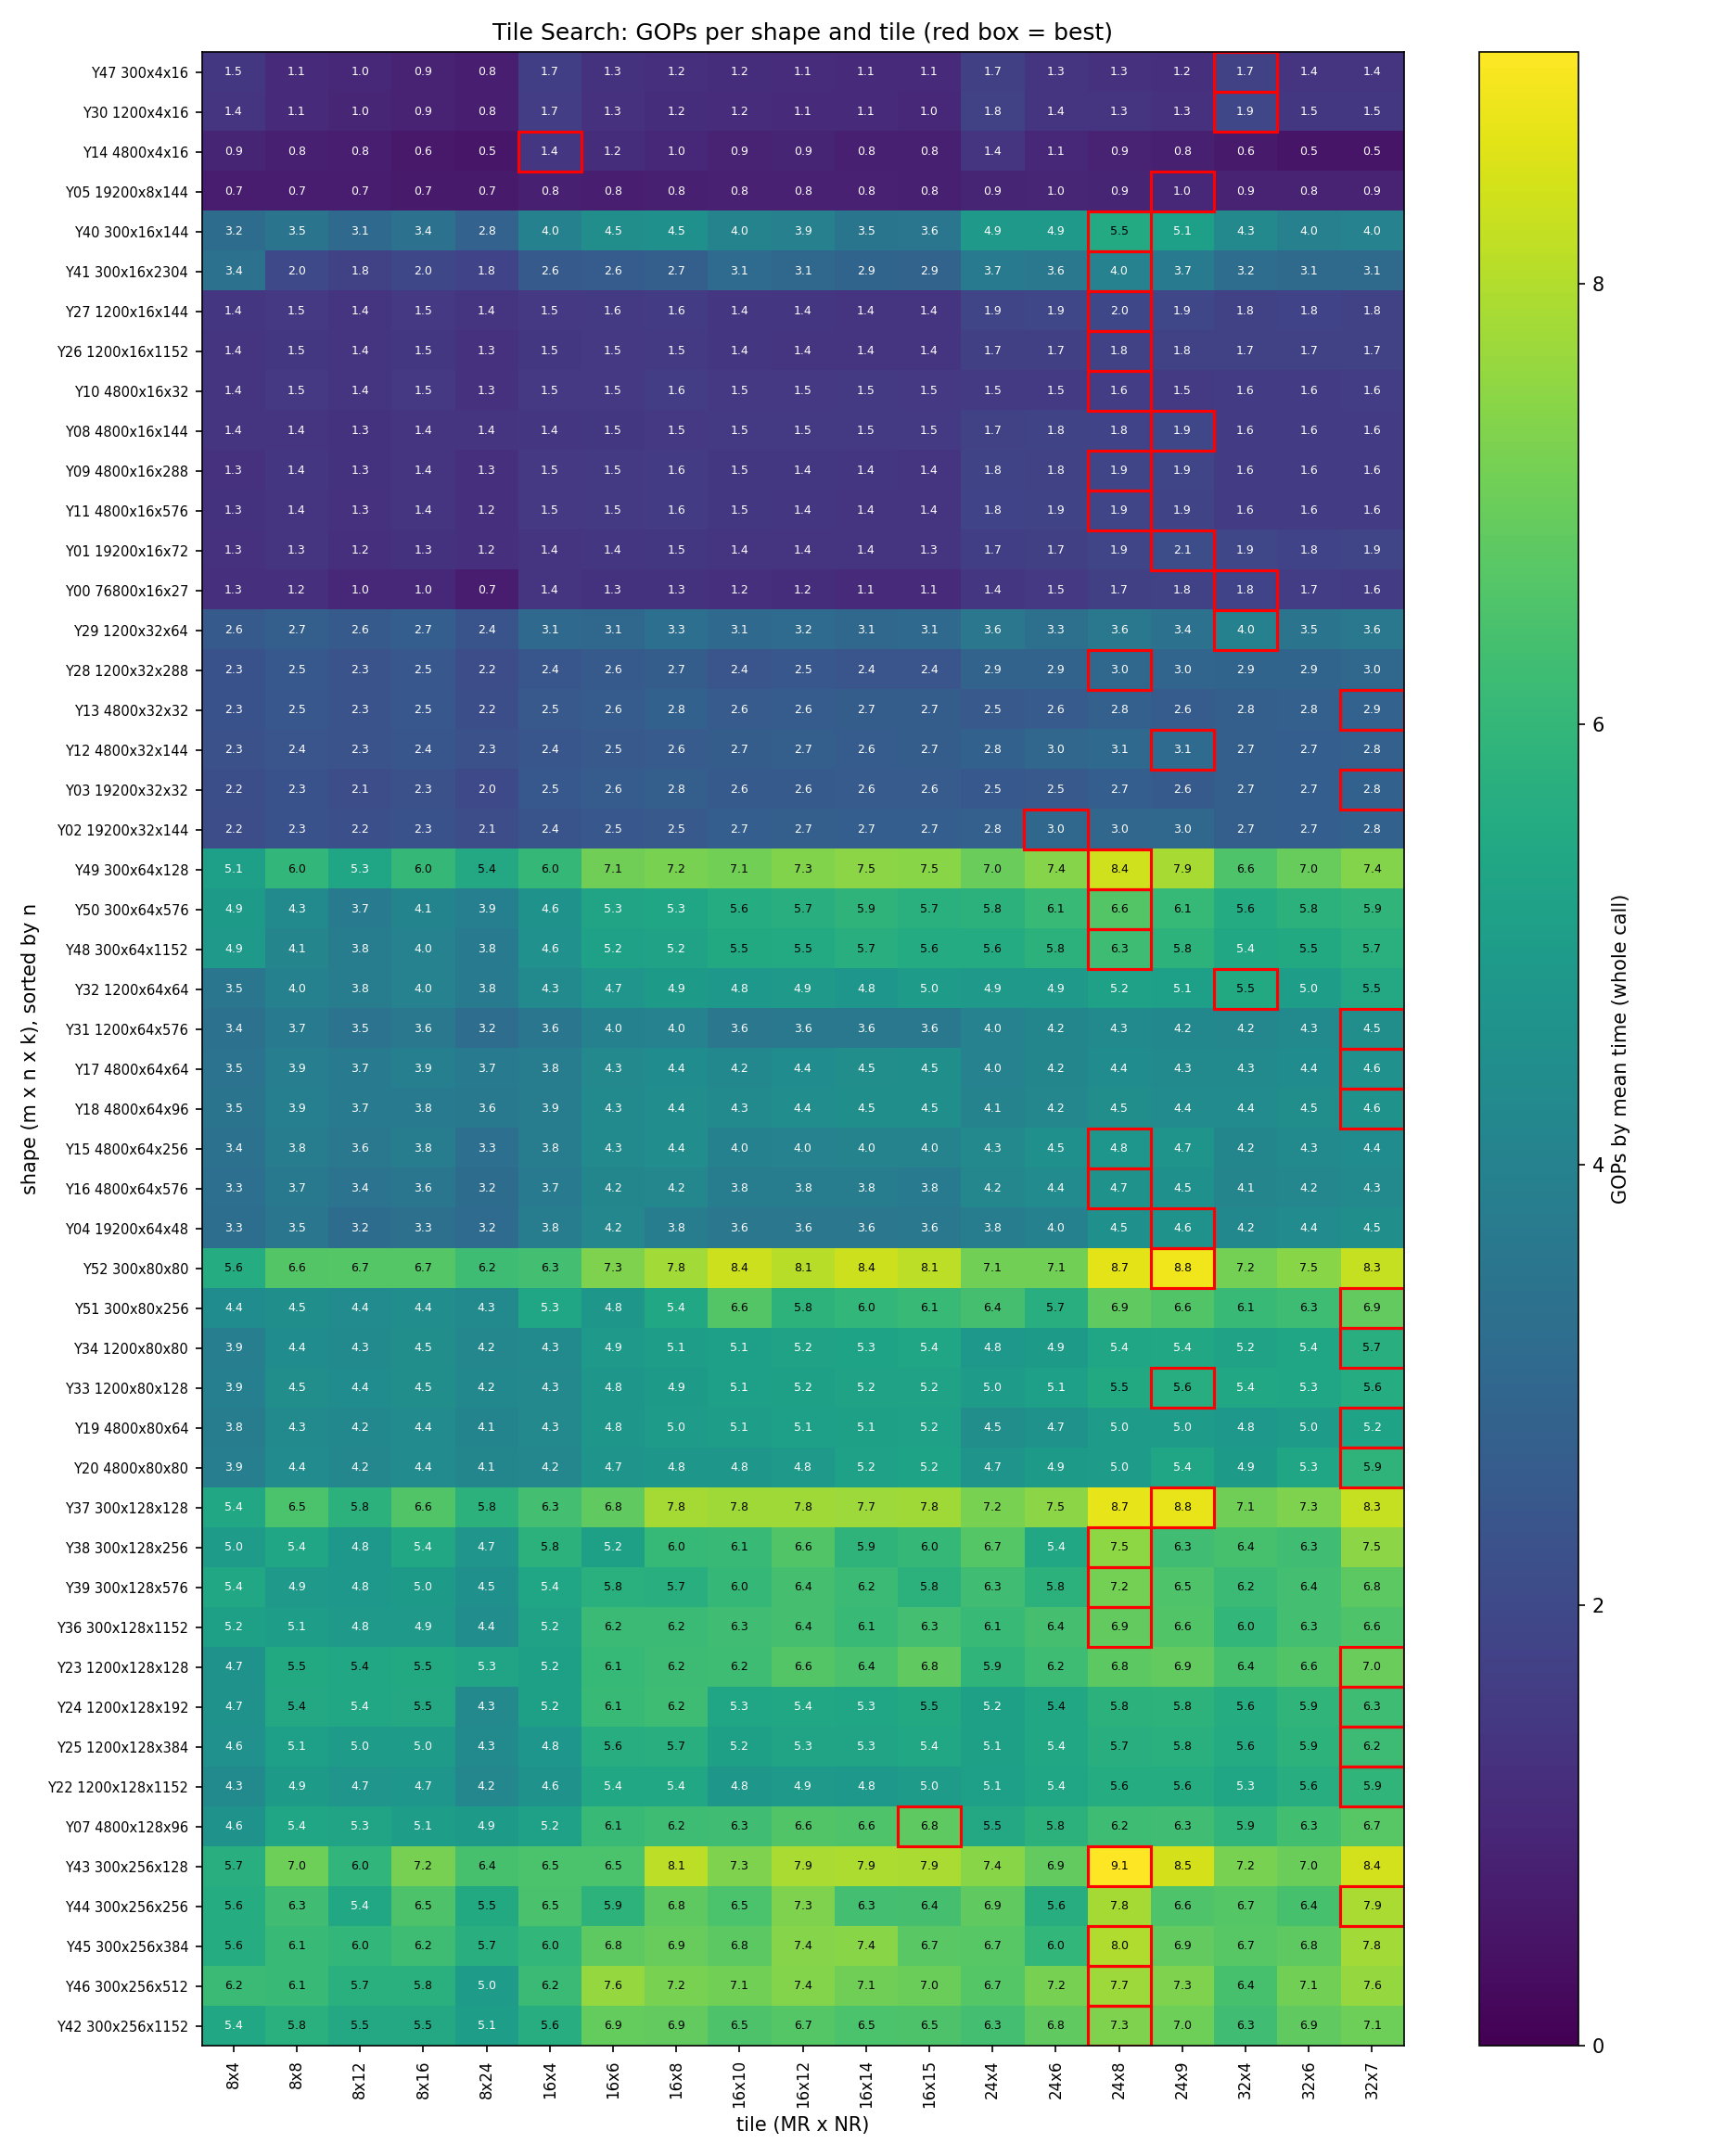 Tile Search: GOPs per shape and tile (red box = best)
Y47 300x4x16 1.5 1.1 1.0 0.9 0.8 1.7 1.3 1.2 1.2 1.1 1.1 1.1 1.7 1.3 1.3 1.2 1.7 1.4 1.4
Y30 1200x4x16 1.4 1.1 1.0 0.9 0.8 1.7 1.3 1.2 1.2 1.1 1.1 1.0 1.8 1.4 1.3 1.3 1.9 1.5 1.5
Y14 4800x4x16 0.9 0.8 0.8 0.6 0.5 1.4 1.2 1.0 0.9 0.9 0.8 0.8 1.4 1.1 0.9 0.8 0.6 0.5 0.5
Y05 19200x8x144 0.7 0.7 0.7 0.7 0.7 0.8 0.8 0.8 0.8 0.8 0.8 0.8 0.9 1.0 0.9 1.0 0.9 0.8 0.9
Y40 300x16x144 3.2 3.5 3.1 3.4 2.8 4.0 4.5 4.5 4.0 3.9 3.5 3.6 4.9 4.9 5.5 5.1 4.3 4.0 4.0
Y41 300x16x2304 3.4 2.0 1.8 2.0 1.8 2.6 2.6 2.7 3.1 3.1 2.9 2.9 3.7 3.6 4.0 3.7 3.2 3.1 3.1
Y27 1200x16x144 1.4 1.5 1.4 1.5 1.4 1.5 1.6 1.6 1.4 1.4 1.4 1.4 1.9 1.9 2.0 1.9 1.8 1.8 1.8
Y26 1200x16x1152 1.4 1.5 1.4 1.5 1.3 1.5 1.5 1.5 1.4 1.4 1.4 1.4 1.7 1.7 1.8 1.8 1.7 1.7 1.7
Y10 4800x16x32 1.4 1.5 1.4 1.5 1.3 1.5 1.5 1.6 1.5 1.5 1.5 1.5 1.5 1.5 1.6 1.5 1.6 1.6 1.6
Y08 4800x16x144 1.4 1.4 1.3 1.4 1.4 1.4 1.5 1.5 1.5 1.5 1.5 1.5 1.7 1.8 1.8 1.9 1.6 1.6 1.6
Y09 4800x16x288 1.3 1.4 1.3 1.4 1.3 1.5 1.5 1.6 1.5 1.4 1.4 1.4 1.8 1.8 1.9 1.9 1.6 1.6 1.6
Y11 4800x16x576 1.3 1.4 1.3 1.4 1.2 1.5 1.5 1.6 1.5 1.4 1.4 1.4 1.8 1.9 1.9 1.9 1.6 1.6 1.6
Y01 19200x16x72 1.3 1.3 1.2 1.3 1.2 1.4 1.4 1.5 1.4 1.4 1.4 1.3 1.7 1.7 1.9 2.1 1.9 1.8 1.9
Y00 76800x16x27 1.3 1.2 1.0 1.0 0.7 1.4 1.3 1.3 1.2 1.2 1.1 1.1 1.4 1.5 1.7 1.8 1.8 1.7 1.6
Y29 1200x32x64 2.6 2.7 2.6 2.7 2.4 3.1 3.1 3.3 3.1 3.2 3.1 3.1 3.6 3.3 3.6 3.4 4.0 3.5 3.6
Y28 1200x32x288 2.3 2.5 2.3 2.5 2.2 2.4 2.6 2.7 2.4 2.5 2.4 2.4 2.9 2.9 3.0 3.0 2.9 2.9 3.0
Y13 4800x32x32 2.3 2.5 2.3 2.5 2.2 2.5 2.6 2.8 2.6 2.6 2.7 2.7 2.5 2.6 2.8 2.6 2.8 2.8 2.9
Y12 4800x32x144 2.3 2.4 2.3 2.4 2.3 2.4 2.5 2.6 2.7 2.7 2.6 2.7 2.8 3.0 3.1 3.1 2.7 2.7 2.8
Y03 19200x32x32 2.2 2.3 2.1 2.3 2.0 2.5 2.6 2.8 2.6 2.6 2.6 2.6 2.5 2.5 2.7 2.6 2.7 2.7 2.8
Y02 19200x32x144 2.2 2.3 2.2 2.3 2.1 2.4 2.5 2.5 2.7 2.7 2.7 2.7 2.8 3.0 3.0 3.0 2.7 2.7 2.8
Y49 300x64x128 5.1 6.0 5.3 6.0 5.4 6.0 7.1 7.2 7.1 7.3 7.5 7.5 7.0 7.4 8.4 7.9 6.6 7.0 7.4
Y50 300x64x576 4.9 4.3 3.7 4.1 3.9 4.6 5.3 5.3 5.6 5.7 5.9 5.7 5.8 6.1 6.6 6.1 5.6 5.8 5.9
Y48 300x64x1152 4.9 4.1 3.8 4.0 3.8 4.6 5.2 5.2 5.5 5.5 5.7 5.6 5.6 5.8 6.3 5.8 5.4 5.5 5.7
Y32 1200x64x64 3.5 4.0 3.8 4.0 3.8 4.3 4.7 4.9 4.8 4.9 4.8 5.0 4.9 4.9 5.2 5.1 5.5 5.0 5.5
Y31 1200x64x576 3.4 3.7 3.5 3.6 3.2 3.6 4.0 4.0 3.6 3.6 3.6 3.6 4.0 4.2 4.3 4.2 4.2 4.3 4.5
Y17 4800x64x64 3.5 3.9 3.7 3.9 3.7 3.8 4.3 4.4 4.2 4.4 4.5 4.5 4.0 4.2 4.4 4.3 4.3 4.4 4.6
Y18 4800x64x96 3.5 3.9 3.7 3.8 3.6 3.9 4.3 4.4 4.3 4.4 4.5 4.5 4.1 4.2 4.5 4.4 4.4 4.5 4.6
Y15 4800x64x256 3.4 3.8 3.6 3.8 3.3 3.8 4.3 4.4 4.0 4.0 4.0 4.0 4.3 4.5 4.8 4.7 4.2 4.3 4.4
Y16 4800x64x576 3.3 3.7 3.4 3.6 3.2 3.7 4.2 4.2 3.8 3.8 3.8 3.8 4.2 4.4 4.7 4.5 4.1 4.2 4.3
Y04 19200x64x48 3.3 3.5 3.2 3.3 3.2 3.8 4.2 3.8 3.6 3.6 3.6 3.6 3.8 4.0 4.5 4.6 4.2 4.4 4.5
Y52 300x80x80 5.6 6.6 6.7 6.7 6.2 6.3 7.3 7.8 8.4 8.1 8.4 8.1 7.1 7.1 8.7 8.8 7.2 7.5 8.3
Y51 300x80x256 4.4 4.5 4.4 4.4 4.3 5.3 4.8 5.4 6.6 5.8 6.0 6.1 6.4 5.7 6.9 6.6 6.1 6.3 6.9
Y34 1200x80x80 3.9 4.4 4.3 4.5 4.2 4.3 4.9 5.1 5.1 5.2 5.3 5.4 4.8 4.9 5.4 5.4 5.2 5.4 5.7
Y33 1200x80x128 3.9 4.5 4.4 4.5 4.2 4.3 4.8 4.9 5.1 5.2 5.2 5.2 5.0 5.1 5.5 5.6 5.4 5.3 5.6
Y19 4800x80x64 3.8 4.3 4.2 4.4 4.1 4.3 4.8 5.0 5.1 5.1 5.1 5.2 4.5 4.7 5.0 5.0 4.8 5.0 5.2
Y20 4800x80x80 3.9 4.4 4.2 4.4 4.1 4.2 4.7 4.8 4.8 4.8 5.2 5.2 4.7 4.9 5.0 5.4 4.9 5.3 5.9
Y37 300x128x128 5.4 6.5 5.8 6.6 5.8 6.3 6.8 7.8 7.8 7.8 7.7 7.8 7.2 7.5 8.7 8.8 7.1 7.3 8.3
Y38 300x128x256 5.0 5.4 4.8 5.4 4.7 5.8 5.2 6.0 6.1 6.6 5.9 6.0 6.7 5.4 7.5 6.3 6.4 6.3 7.5
Y39 300x128x576 5.4 4.9 4.8 5.0 4.5 5.4 5.8 5.7 6.0 6.4 6.2 5.8 6.3 5.8 7.2 6.5 6.2 6.4 6.8
Y36 300x128x1152 5.2 5.1 4.8 4.9 4.4 5.2 6.2 6.2 6.3 6.4 6.1 6.3 6.1 6.4 6.9 6.6 6.0 6.3 6.6
Y23 1200x128x128 4.7 5.5 5.4 5.5 5.3 5.2 6.1 6.2 6.2 6.6 6.4 6.8 5.9 6.2 6.8 6.9 6.4 6.6 7.0
Y24 1200x128x192 4.7 5.4 5.4 5.5 4.3 5.2 6.1 6.2 5.3 5.4 5.3 5.5 5.2 5.4 5.8 5.8 5.6 5.9 6.3
Y25 1200x128x384 4.6 5.1 5.0 5.0 4.3 4.8 5.6 5.7 5.2 5.3 5.3 5.4 5.1 5.4 5.7 5.8 5.6 5.9 6.2
Y22 1200x128x1152 4.3 4.9 4.7 4.7 4.2 4.6 5.4 5.4 4.8 4.9 4.8 5.0 5.1 5.4 5.6 5.6 5.3 5.6 5.9
Y07 4800x128x96 4.6 5.4 5.3 5.1 4.9 5.2 6.1 6.2 6.3 6.6 6.6 6.8 5.5 5.8 6.2 6.3 5.9 6.3 6.7
Y43 300x256x128 5.7 7.0 6.0 7.2 6.4 6.5 6.5 8.1 7.3 7.9 7.9 7.9 7.4 6.9 9.1 8.5 7.2 7.0 8.4
Y44 300x256x256 5.6 6.3 5.4 6.5 5.5 6.5 5.9 6.8 6.5 7.3 6.3 6.4 6.9 5.6 7.8 6.6 6.7 6.4 7.9
Y45 300x256x384 5.6 6.1 6.0 6.2 5.7 6.0 6.8 6.9 6.8 7.4 7.4 6.7 6.7 6.0 8.0 6.9 6.7 6.8 7.8
Y46 300x256x512 6.2 6.1 5.7 5.8 5.0 6.2 7.6 7.2 7.1 7.4 7.1 7.0 6.7 7.2 7.7 7.3 6.4 7.1 7.6
Y42 300x256x1152 5.4 5.8 5.5 5.5 5.1 5.6 6.9 6.9 6.5 6.7 6.5 6.5 6.3 6.8 7.3 7.0 6.3 6.9 7.1
8x4 8x8 8x12 8x16 8x24 16x4 16x6 16x8 16x10 16x12 16x14 16x15 24x4 24x6 24x8 24x9 32x4 32x6 32x7
tile (MR x NR)
shape (m x n x k), sorted by n
8
6
4
2
0
GOPs by mean time (whole call)